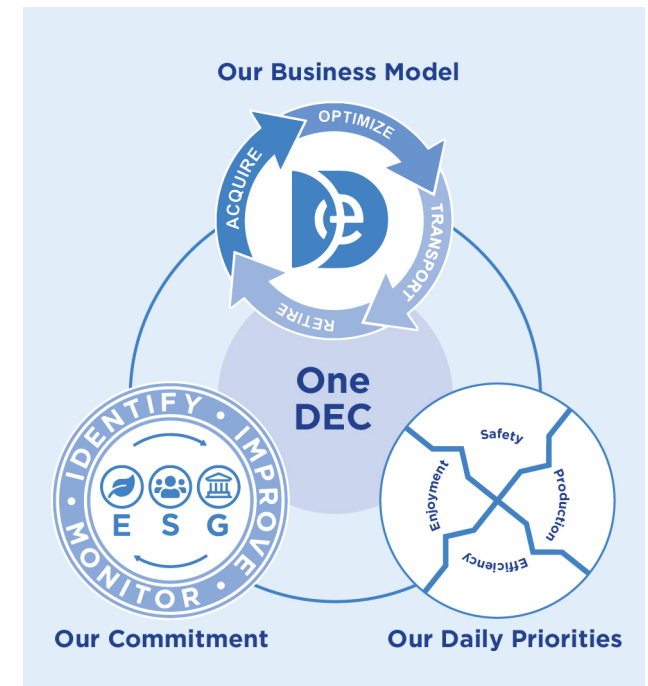 Our Business Model
ACQUIRE
OPTIMIZE
TRANSPORT
RETIRE
De
One
DEC
IDENTIFY • IMPROVE • MONITOR •
E S G
Safety
Production
Efficiency
Enjoyment
Our Commitment
Our Daily Priorities